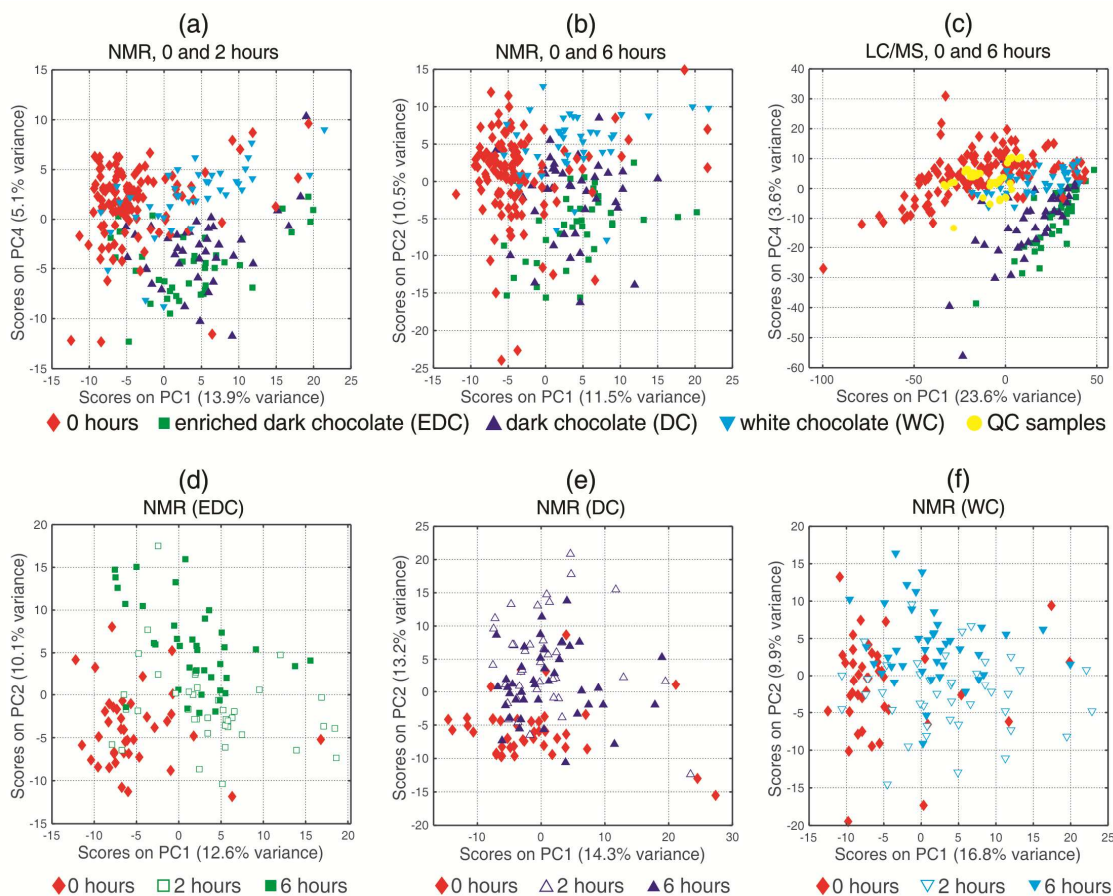 (a)
NMR, 0 and 2 hours
15
10
5
0
-5
-10
-15
Scores on PC4 (5.1% variance)
-15 -10 -5 0 5 10 15 20 25
Scores on PC1 (13.9% variance)
(b)
NMR, 0 and 6 hours
15
10
5
0
-5
-10
-15
-20
-25
Scores on PC2 (10.5% variance)
-15 -10 -5 0 5 10 15 20 25
Scores on PC1 (11.5% variance)
(c)
LC/MS, 0 and 6 hours
40
30
20
10
0
-10
-20
-30
-40
-50
-60
Scores on PC4 (3.6% variance)
-100 -50 0 50
Scores on PC1 (23.6% variance)
0 hours enriched dark chocolate (EDC) dark chocolate (DC) white chocolate (WC) QC samples
(d)
NMR (EDC)
20
15
10
5
0
-5
-10
-15
Scores on PC2 (10.1% variance)
-15 -10 -5 0 5 10 15 20
Scores on PC1 (12.6% variance)
0 hours 2 hours 6 hours
(e)
NMR (DC)
25
20
15
10
5
0
-5
-10
-15
-20
Scores on PC2 (13.2% variance)
-10 0 10 20 30
Scores on PC1 (14.3% variance)
0 hours 2 hours 6 hours
(f)
NMR (WC)
20
15
10
5
0
-5
-10
-15
-20
Scores on PC2 (9.9% variance)
-15 -10 -5 0 5 10 15 20 25
Scores on PC1 (16.8% variance)
0 hours 2 hours 6 hours